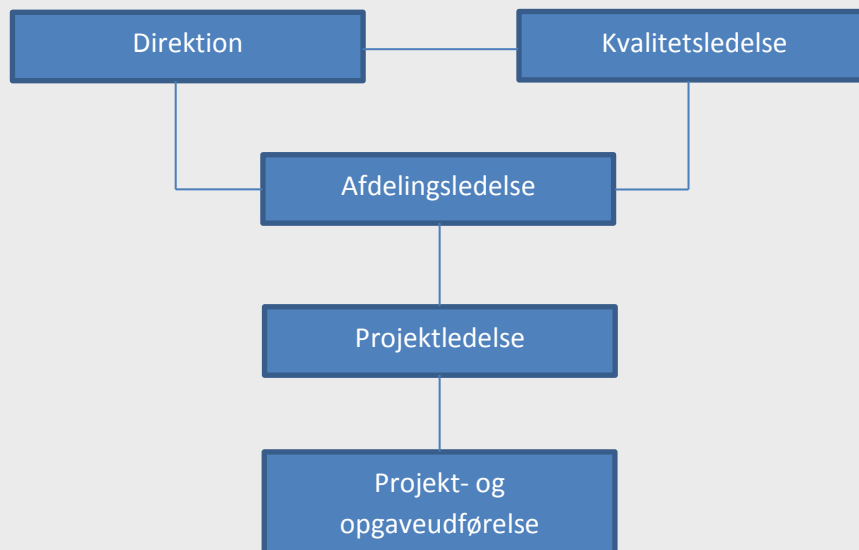 Direktion
Kvalitetsledelse
Afdelingsledelse
Projektledelse
Projekt- og
opgaveudførelse